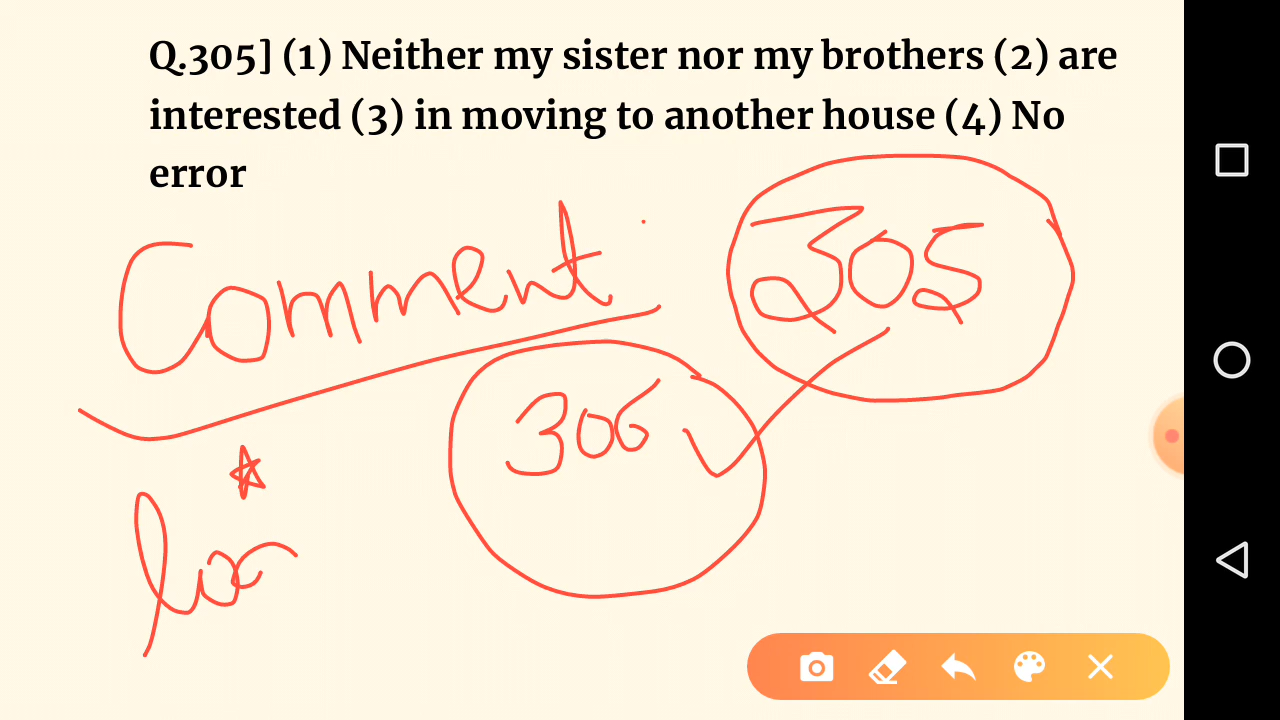 Q.305] (1) Neither my sister nor my brothers (2) are
interested (3) in moving to another house (4) No
error
Comment
305
306